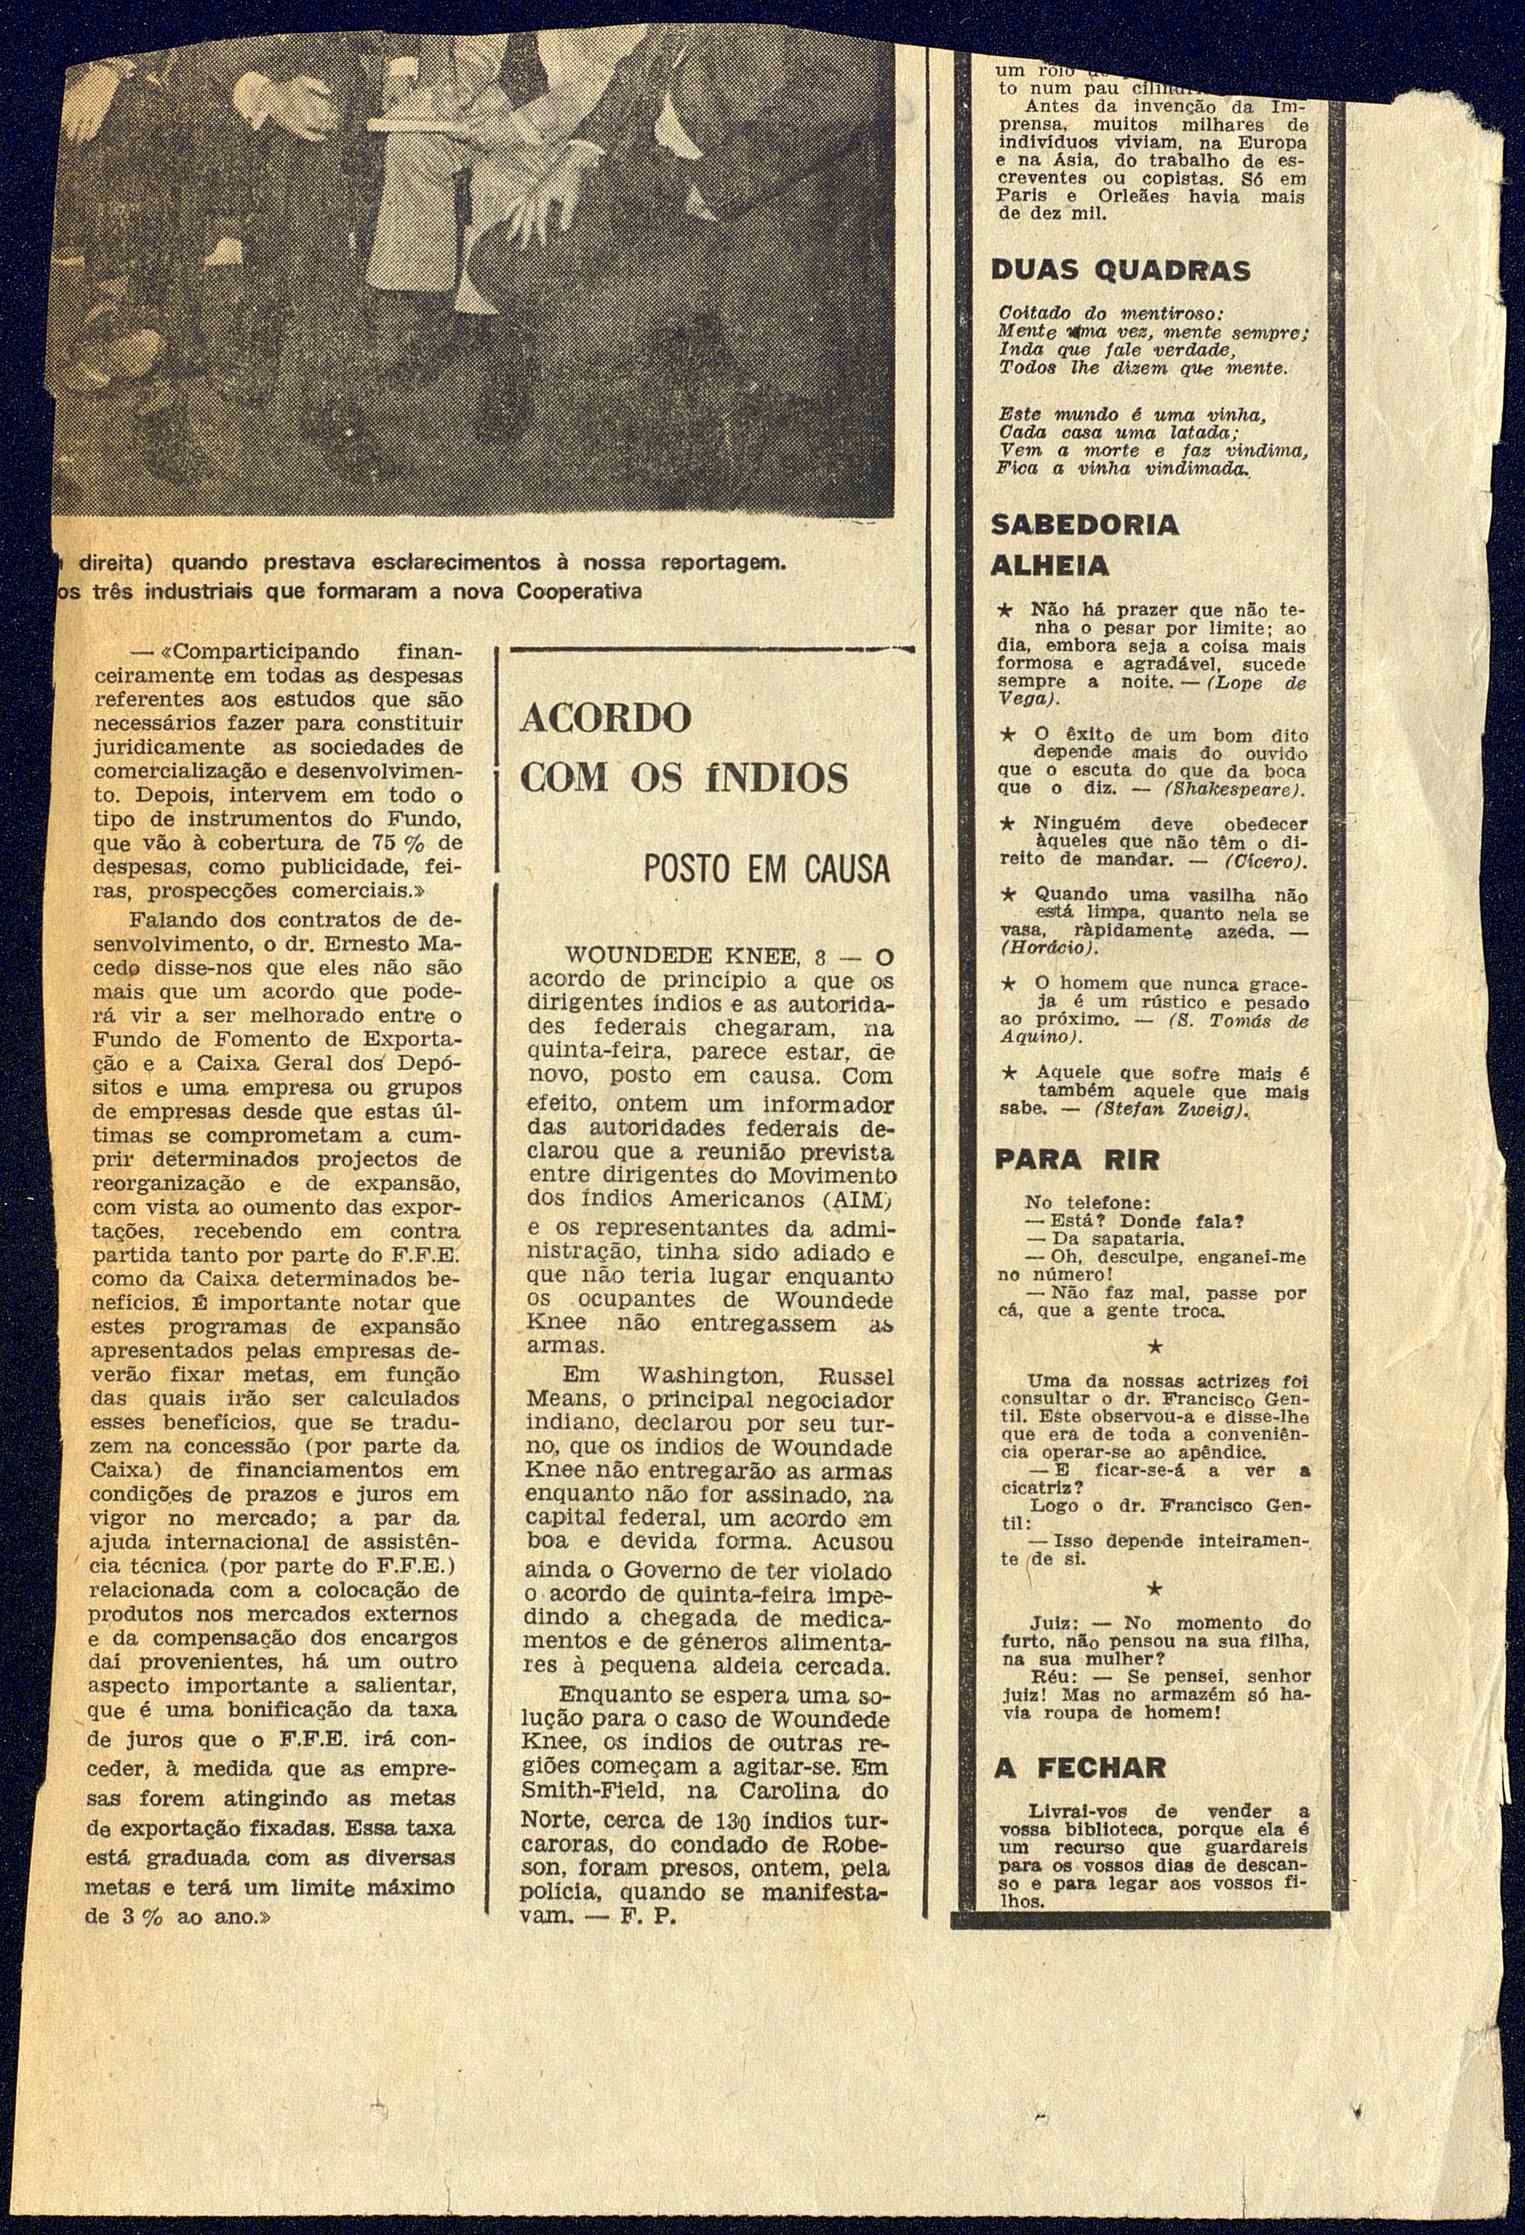 direita) quando prestava esclarecimentos à nossa reportagem.
os três industriais que formaram a nova Cooperativa
— «Comparticipando finan-
ceiramente em todas as despesas
referentes aos estudos que são
necessários fazer para constituir
juridicamente as sociedades de
comercialização e desenvolvimen-
to. Depois, intervem em todo o
tipo de instrumentos do Fundo,
que vão à cobertura de 75 % de
despesas, como publicidade, fei-
ras, prospecções comerciais.»
Falando dos contratos de de-
senvolvimento, o dr. Ernesto Ma-
cedo disse-nos que eles não são
mais que um acordo que pode-
rá vir a ser melhorado entre o
Fundo de Fomento de Exporta-
ção e a Caixa Geral dos Depó-
sitos e uma empresa ou grupos
de empresas desde que estas úl-
timas se comprometam a cum-
prir determinados projectos de
reorganização e de expansão,
com vista ao oumento das expor-
tações, recebendo em contra
partida tanto por parte do F.F.E.
como da Caixa determinados be-
nefícios. É importante notar que
estes programas de expansão
apresentados pelas empresas de-
verão fixar metas, em função
das quais irão ser calculados
esses benefícios, que se tradu-
zem na concessão (por parte da
Caixa) de financiamentos em
condições de prazos e juros em
vigor no mercado; a par da
ajuda internacional de assistên-
cia técnica (por parte do F.F.E.)
relacionada com a colocação de
produtos nos mercados externos
e da compensação dos encargos
daí provenientes, há um outro
aspecto importante a salientar,
que é uma bonificação da taxa
de juros que o F.F.E. irá con-
ceder, à medida que as empre-
sas forem atingindo as metas
de exportação fixadas. Essa taxa
está graduada com as diversas
metas e terá um limite máximo
de 3 % ao ano.»
ACORDO
COM OS ÍNDIOS
POSTO EM CAUSA
WOUNDEDE KNEE, 8 — O
acordo de princípio a que os
dirigentes índios e as autorida-
des federais chegaram, na
quinta-feira, parece estar, de
novo, posto em causa. Com
efeito, ontem um informador
das autoridades federais de-
clarou que a reunião prevista
entre dirigentes do Movimento
dos Índios Americanos (AIM)
e os representantes da admi-
nistração, tinha sido adiado e
que não teria lugar enquanto
os ocupantes de Woundede
Knee não entregassem as
armas.
Em Washington, Russel
Means, o principal negociador
indiano, declarou por seu tur-
no, que os índios de Woundade
Knee não entregarão as armas
enquanto não for assinado, na
capital federal, um acordo em
boa e devida forma. Acusou
ainda o Governo de ter violado
o acordo de quinta-feira impe-
dindo a chegada de medica-
mentos e de géneros alimenta-
res à pequena aldeia cercada.
Enquanto se espera uma so-
lução para o caso de Woundede
Knee, os índios de outras re-
giões começam a agitar-se. Em
Smith-Field, na Carolina do
Norte, cerca de 130 índios tur-
caroras, do condado de Robe-
son, foram presos, ontem, pela
polícia, quando se manifesta-
vam. — F. P.
um rolo
to num pau
Antes da invenção da Im-
prensa, muitos milhares de
indivíduos viviam, na Europa
e na Ásia, do trabalho de es-
creventes ou copistas. Só em
Paris e Orleães havia mais
de dez mil.
DUAS QUADRAS
Coitado do mentiroso:
Mente uma vez, mente sempre;
Inda que fale verdade,
Todos lhe dizem que mente.
Este mundo é uma vinha,
Cada casa uma latada;
Vem a morte e faz vindima,
Fica a vinha vindimada.
SABEDORIA
ALHEIA
★ Não há prazer que não te-
nha o pesar por limite; ao
dia, embora seja a coisa mais
formosa e agradável, sucede
sempre a noite. — (Lope de
Vega).
★ O êxito de um bom dito
depende mais do ouvido
que o escuta do que da boca
que o diz. — (Shakespeare).
★ Ninguém deve obedecer
àqueles que não têm o di-
reito de mandar. — (Cícero).
★ Quando uma vasilha não
está limpa, quanto nela se
vasa, ràpidamente azeda. —
(Horácio).
★ O homem que nunca grace-
ja é um rústico e pesado
ao próximo. — (S. Tomás de
Aquino).
★ Aquele que sofre mais é
também aquele que mais
sabe. — (Stefan Zweig).
PARA RIR
No telefone:
— Está? Donde fala?
— Da sapataria.
— Oh, desculpe, enganei-me
no número!
— Não faz mal, passe por
cá, que a gente troca.
★
Uma da nossas actrizes foi
consultar o dr. Francisco Gen-
til. Este observou-a e disse-lhe
que era de toda a conveniên-
cia operar-se ao apêndice.
— E ficar-se-á a ver a
cicatriz?
Logo o dr. Francisco Gen-
til:
— Isso depende inteiramen-
te de si.
★
Juiz: — No momento do
furto, não pensou na sua filha,
na sua mulher?
Réu: — Se pensei, senhor
juiz! Mas no armazém só ha-
via roupa de homem!
A FECHAR
Livrai-vos de vender a
vossa biblioteca, porque ela é
um recurso que guardareis
para os vossos dias de descan-
so e para legar aos vossos fi-
lhos.